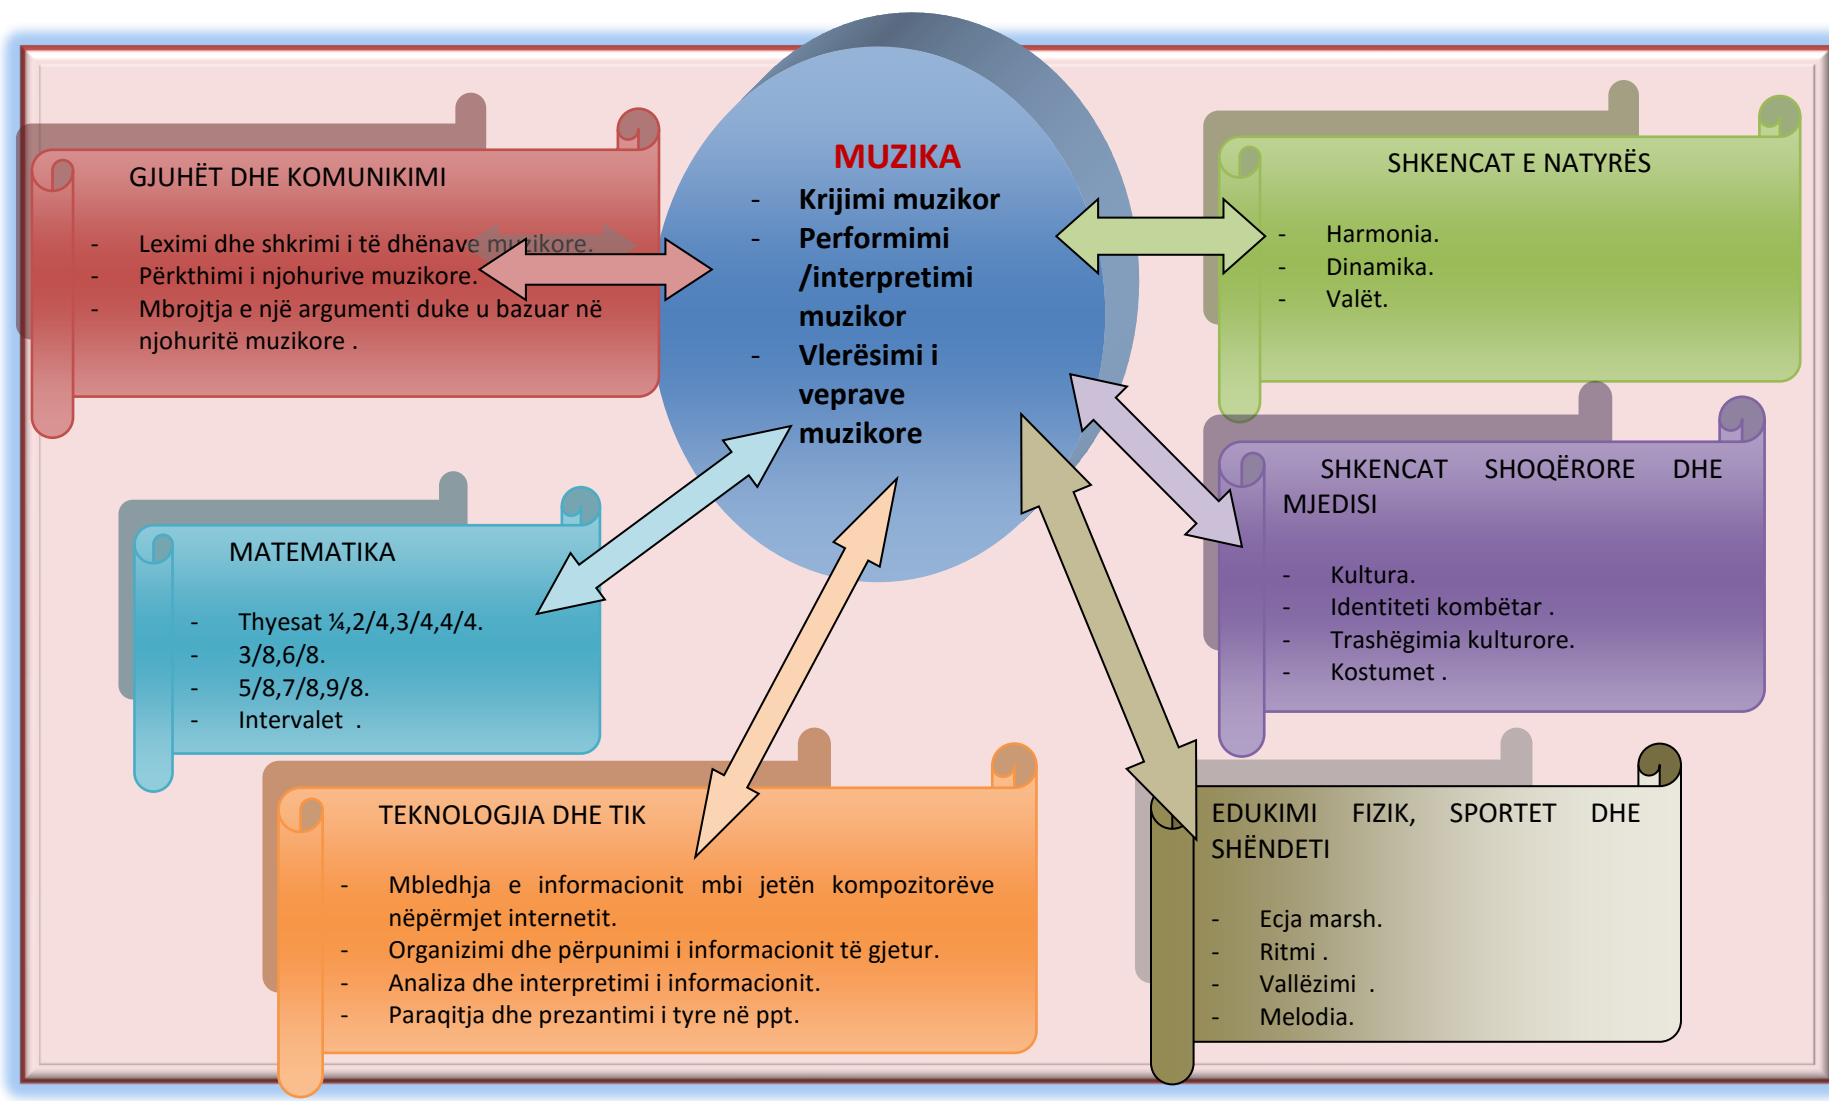 MUZIKA
- Krijimi muzikor
- Performimi
/interpretimi
muzikor
- Vlerësimi i
veprave
muzikore
GJUHËT DHE KOMUNIKIMI
- Leximi dhe shkrimi i të dhënave muzikore.
- Përkthimi i njohurive muzikore.
- Mbrojtja e një argumenti duke u bazuar në
njohuritë muzikore .
SHKENCAT E NATYRËS
- Harmonia.
- Dinamika.
- Valët.
SHKENCAT SHOQËRORE DHE
MJEDISI
- Kultura.
- Identiteti kombëtar .
- Trashëgimia kulturore.
- Kostumet .
MATEMATIKA
- Thyesat ¼,2/4,3/4,4/4.
- 3/8,6/8.
- 5/8,7/8,9/8.
- Intervalet .
TEKNOLOGJIA DHE TIK
- Mbledhja e informacionit mbi jetën kompozitorëve
nëpërmjet internetit.
- Organizimi dhe përpunimi i informacionit të gjetur.
- Analiza dhe interpretimi i informacionit.
- Paraqitja dhe prezantimi i tyre në ppt.
EDUKIMI FIZIK, SPORTET DHE
SHËNDETI
- Ecja marsh.
- Ritmi .
- Vallëzimi .
- Melodia.